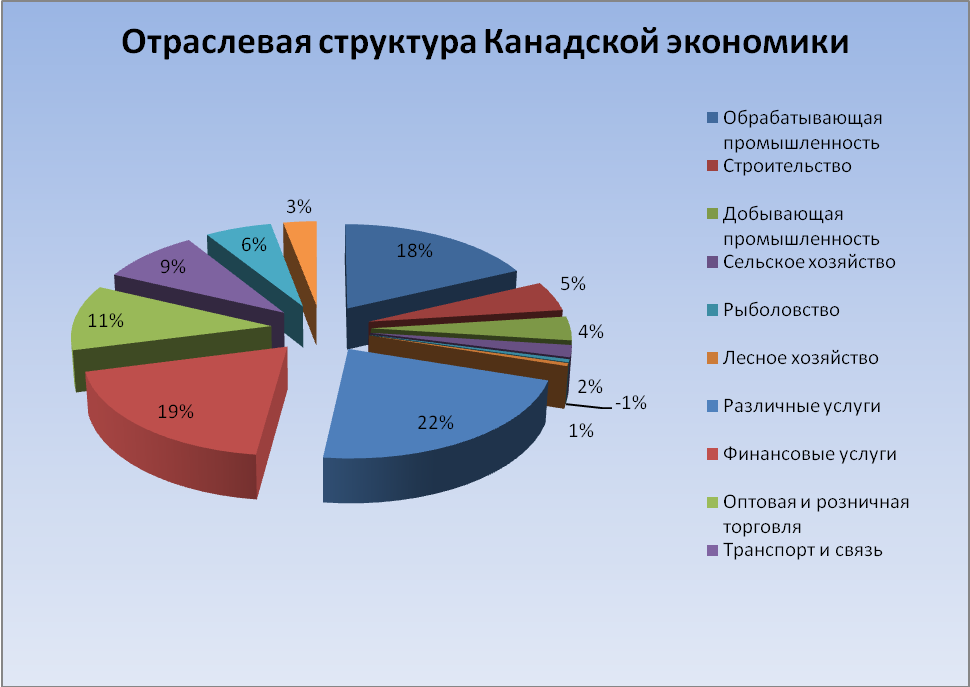 Отраслевая структура Канадской экономики
3%
18%
6%
9%
5%
11%
4%
2%
-1%
19%
22%
1%
Обрабатывающая
промышленность
Строительство
Добывающая
промышленность
Сельское хозяйство
Рыболовство
Лесное хозяйство
Различные услуги
Финансовые услуги
Оптовая и розничная
торговля
Транспорт и связь